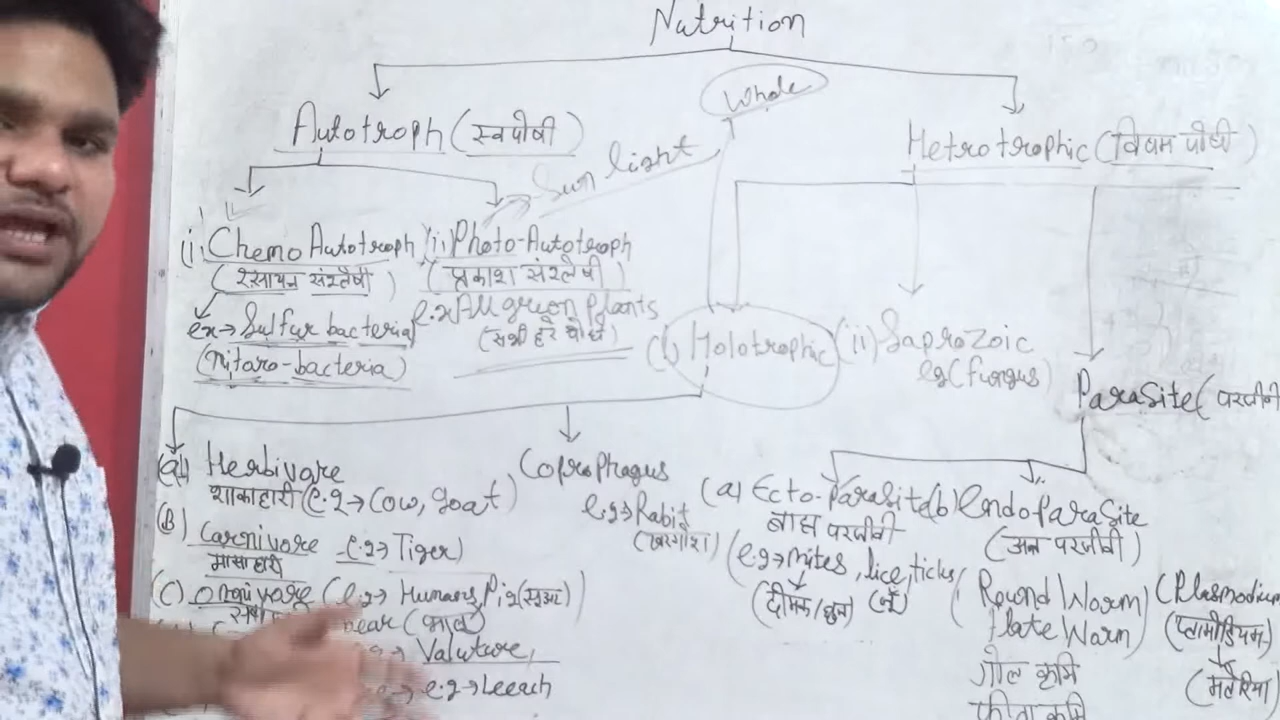 Nutrition
Whole
Autotroph (स्वपोषी)
Sun light
Hetrotrophic (विषम पोषी)
(i) Chemo Autotroph
(रसायन संश्लेषी)
ex→ Sulfur bacteria
(Nitaro-bacteria)
(ii) Photo-Autotroph
(प्रकाश संश्लेषी)
e.x All green plants
(सभी हरे पौधे)
(i) Holotrophic
(ii) Saprozoic
eg (fungus)
Parasite (परजीवी
(a) Herbivore
शाकाहारी (e.g→ Cow, goat)
(B) Carnivore e.g→ Tiger)
मासाहारी
(C) Omnivore (e.g→ Humans, Pig (सुअर)
bear (भालू)
Valuture,
e.g→ Leech
Coprophagus
e.g→ Rabit
(खरगोश)
(a) Ecto-Parasite
बाह्य परजीवी
(e.g→ mites, lice, ticks
(दीमक/घुन) (जूँ)
(b) Endo-Parasite
(अन्त परजीवी)
(Round Worm)
flate Warm)
गोल कृमि
फीता कृमि
(Plasmodium
(प्लाज्मोडियम)
(मलेरिया)